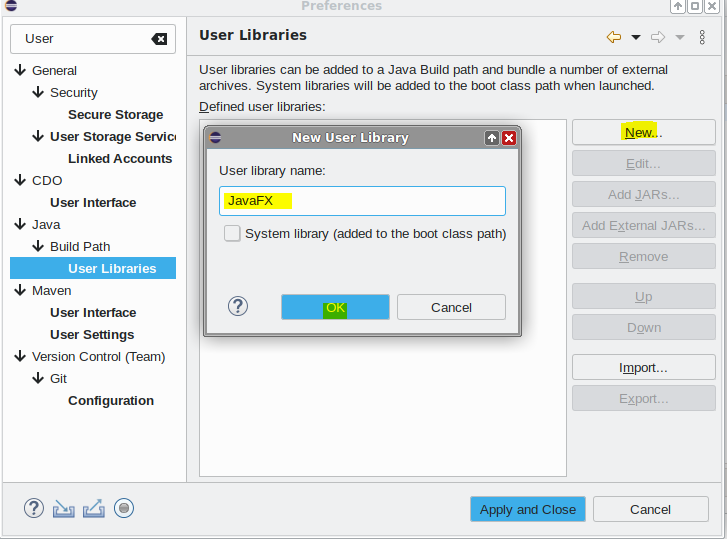 Preferences
User
General
Security
Secure Storage
User Storage Servic
Linked Accounts
CDO
User Interface
Java
Build Path
User Libraries
Maven
User Interface
User Settings
Version Control (Team)
Git
Configuration
User Libraries
User libraries can be added to a Java Build path and bundle a number of external
archives. System libraries will be added to the boot class path when launched.
Defined user libraries:
New User Library
User library name:
JavaFX
System library (added to the boot class path)
OK
Cancel
New...
Edit...
Add JARs...
Add External JARs...
Remove
Up
Down
Import...
Export...
Apply and Close
Cancel